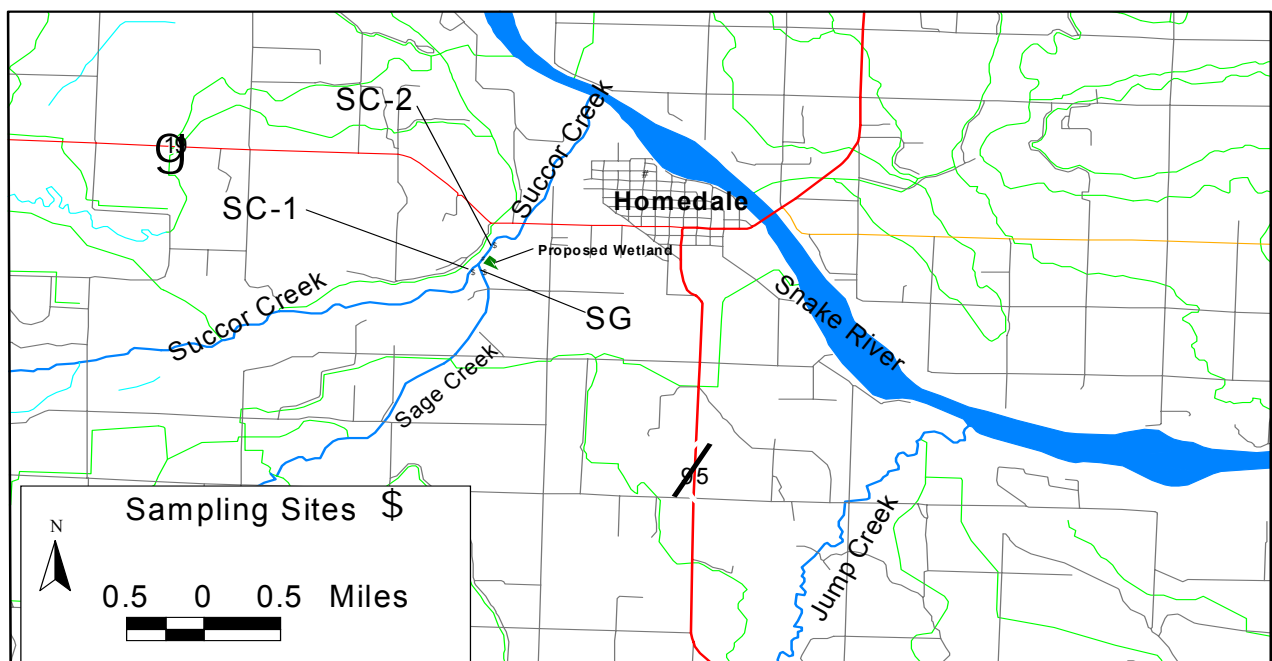 SC-2
Succor Creek
g
19
Homedale
#
SC-1
$
Proposed Wetland
$
$
Succor Creek
SG
Snake River
Sage Creek
95
Sampling Sites $
N
0.5 0 0.5 Miles
Jump Creek